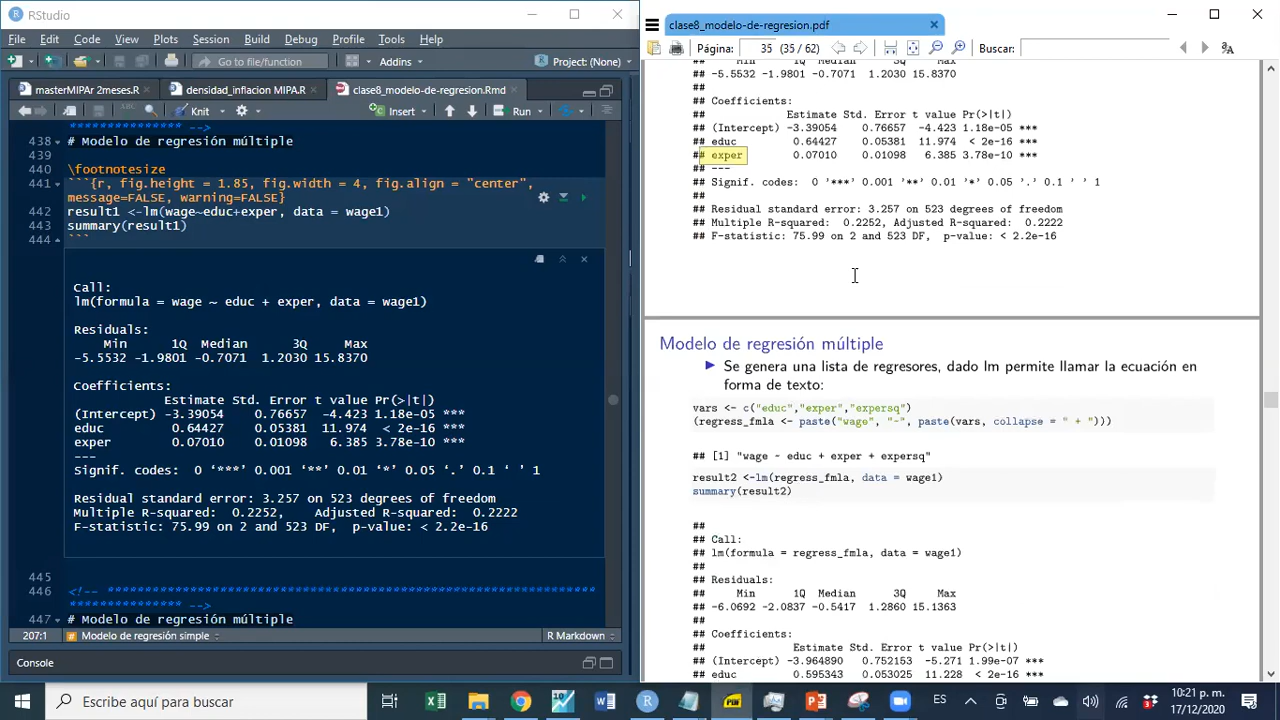 RStudio
File Edit Code View Plots Session Build Debug Profile Tools Help
Go to file/function
Addins
Project: (None)
masterMIPAr 2meses.R
demand_inflacion MIPAr.R
clase8_modelo-de-regresion.Rmd
ABC
Knit
Insert
Run
438 # Modelo de regresión múltiple
439
440 \footnotesize
441 ```{r, fig.height = 1.85, fig.width = 4, fig.align = "center",
message=FALSE, warning=FALSE}
442 result1 <-lm(wage~educ+exper, data = wage1)
443 summary(result1)
444 ```
Call:
lm(formula = wage ~ educ + exper, data = wage1)
Residuals:
Min 1Q Median 3Q Max
-5.5532 -1.9801 -0.7071 1.2030 15.8370
Coefficients:
Estimate Std. Error t value Pr(>|t|)
(Intercept) -3.39054 0.76657 -4.423 1.18e-05 ***
educ 0.64427 0.05381 11.974 < 2e-16 ***
exper 0.07010 0.01098 6.385 3.78e-10 ***
---
Signif. codes: 0 ‘***’ 0.001 ‘**’ 0.01 ‘*’ 0.05 ‘.’ 0.1 ‘ ’ 1
Residual standard error: 3.257 on 523 degrees of freedom
Multiple R-squared: 0.2252, Adjusted R-squared: 0.2222
F-statistic: 75.99 on 2 and 523 DF, p-value: < 2.2e-16
445
446 <!-- **********************************************************
*************** -->
447 # Modelo de regresión múltiple
207:1
# Modelo de regresión simple
R Markdown
Console
clase8_modelo-de-regresion.pdf
Página: 35 (35 / 62)
Buscar:
## Min 1Q Median 3Q Max
## -5.5532 -1.9801 -0.7071 1.2030 15.8370
##
## Coefficients:
## Estimate Std. Error t value Pr(>|t|)
## (Intercept) -3.39054 0.76657 -4.423 1.18e-05 ***
## educ 0.64427 0.05381 11.974 < 2e-16 ***
## exper 0.07010 0.01098 6.385 3.78e-10 ***
## ---
## Signif. codes: 0 '***' 0.001 '**' 0.01 '*' 0.05 '.' 0.1 ' ' 1
##
## Residual standard error: 3.257 on 523 degrees of freedom
## Multiple R-squared: 0.2252, Adjusted R-squared: 0.2222
## F-statistic: 75.99 on 2 and 523 DF, p-value: < 2.2e-16
Modelo de regresión múltiple
Se genera una lista de regresores, dado lm permite llamar la ecuación en
forma de texto:
vars <- c("educ","exper","expersq")
(regress_fmla <- paste("wage", "~", paste(vars, collapse = " + ")))
## [1] "wage ~ educ + exper + expersq"
result2 <-lm(regress_fmla, data = wage1)
summary(result2)
##
## Call:
## lm(formula = regress_fmla, data = wage1)
##
## Residuals:
## Min 1Q Median 3Q Max
## -6.0692 -2.0837 -0.5417 1.2860 15.1363
##
## Coefficients:
## Estimate Std. Error t value Pr(>|t|)
## (Intercept) -3.964890 0.752153 -5.271 1.99e-07 ***
## educ 0.595343 0.053025 11.228 < 2e-16 ***
Escribe aquí para buscar
PDF
ES
10:21 p. m.
17/12/2020